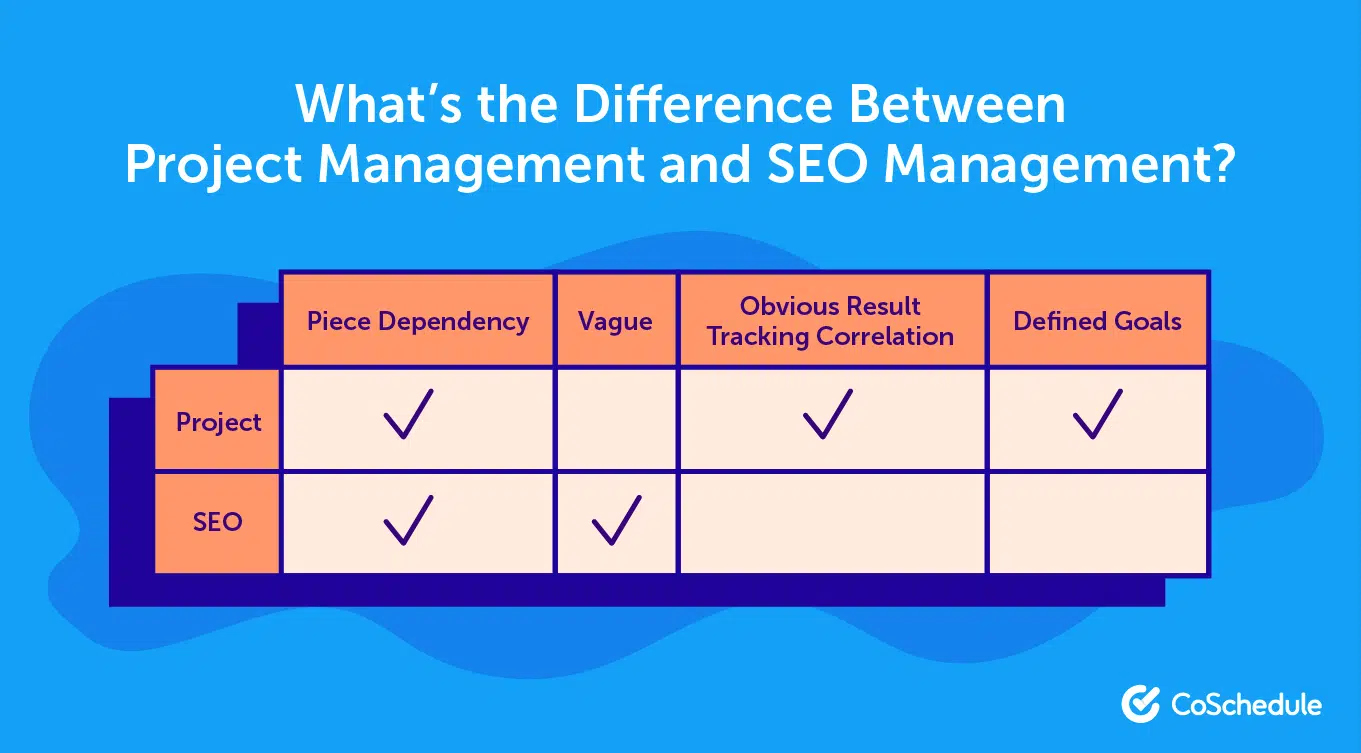 What's the Difference Between
Project Management and SEO Management?
Piece Dependency
Vague
Obvious Result
Tracking Correlation
Defined Goals
Project
SEO
CoSchedule